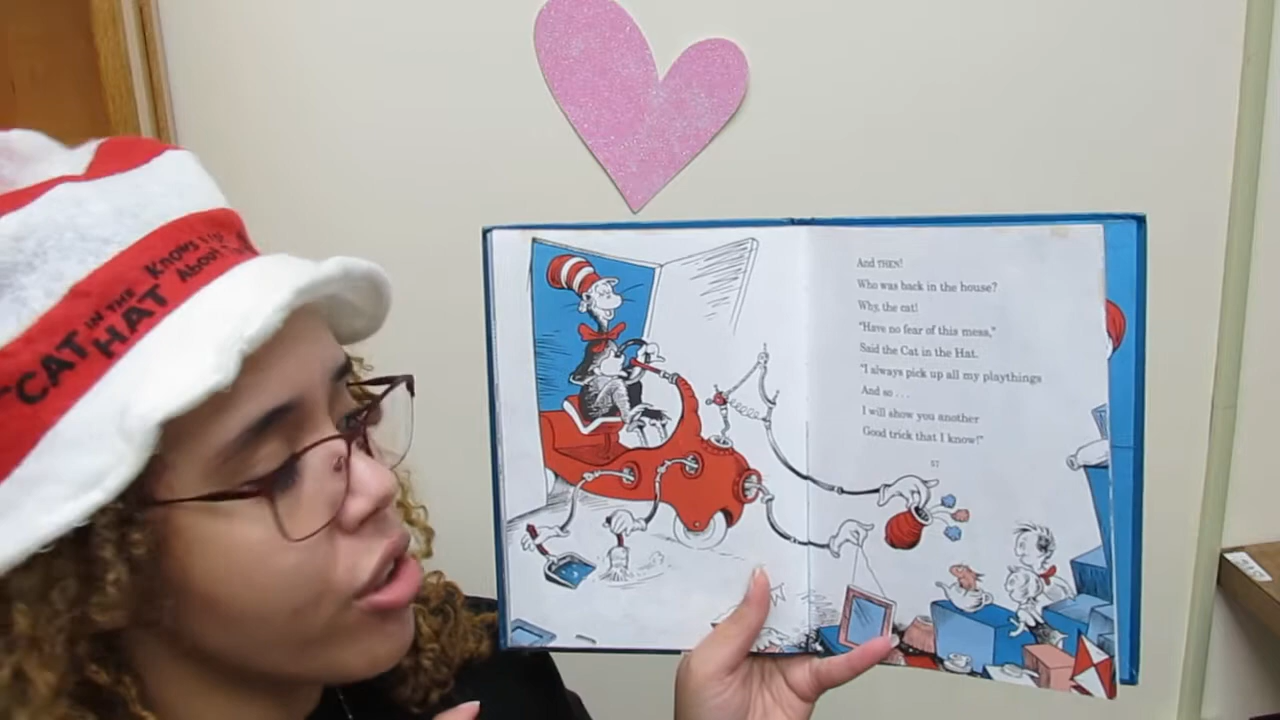 "CAT IN THE HAT
KNOWS
About
And THEN!
Who was back in the house?
Why, the cat!
"Have no fear of this mess,"
Said the Cat in the Hat.
"I always pick up all my playthings
And so . . .
I will show you another
Good trick that I know!"
57